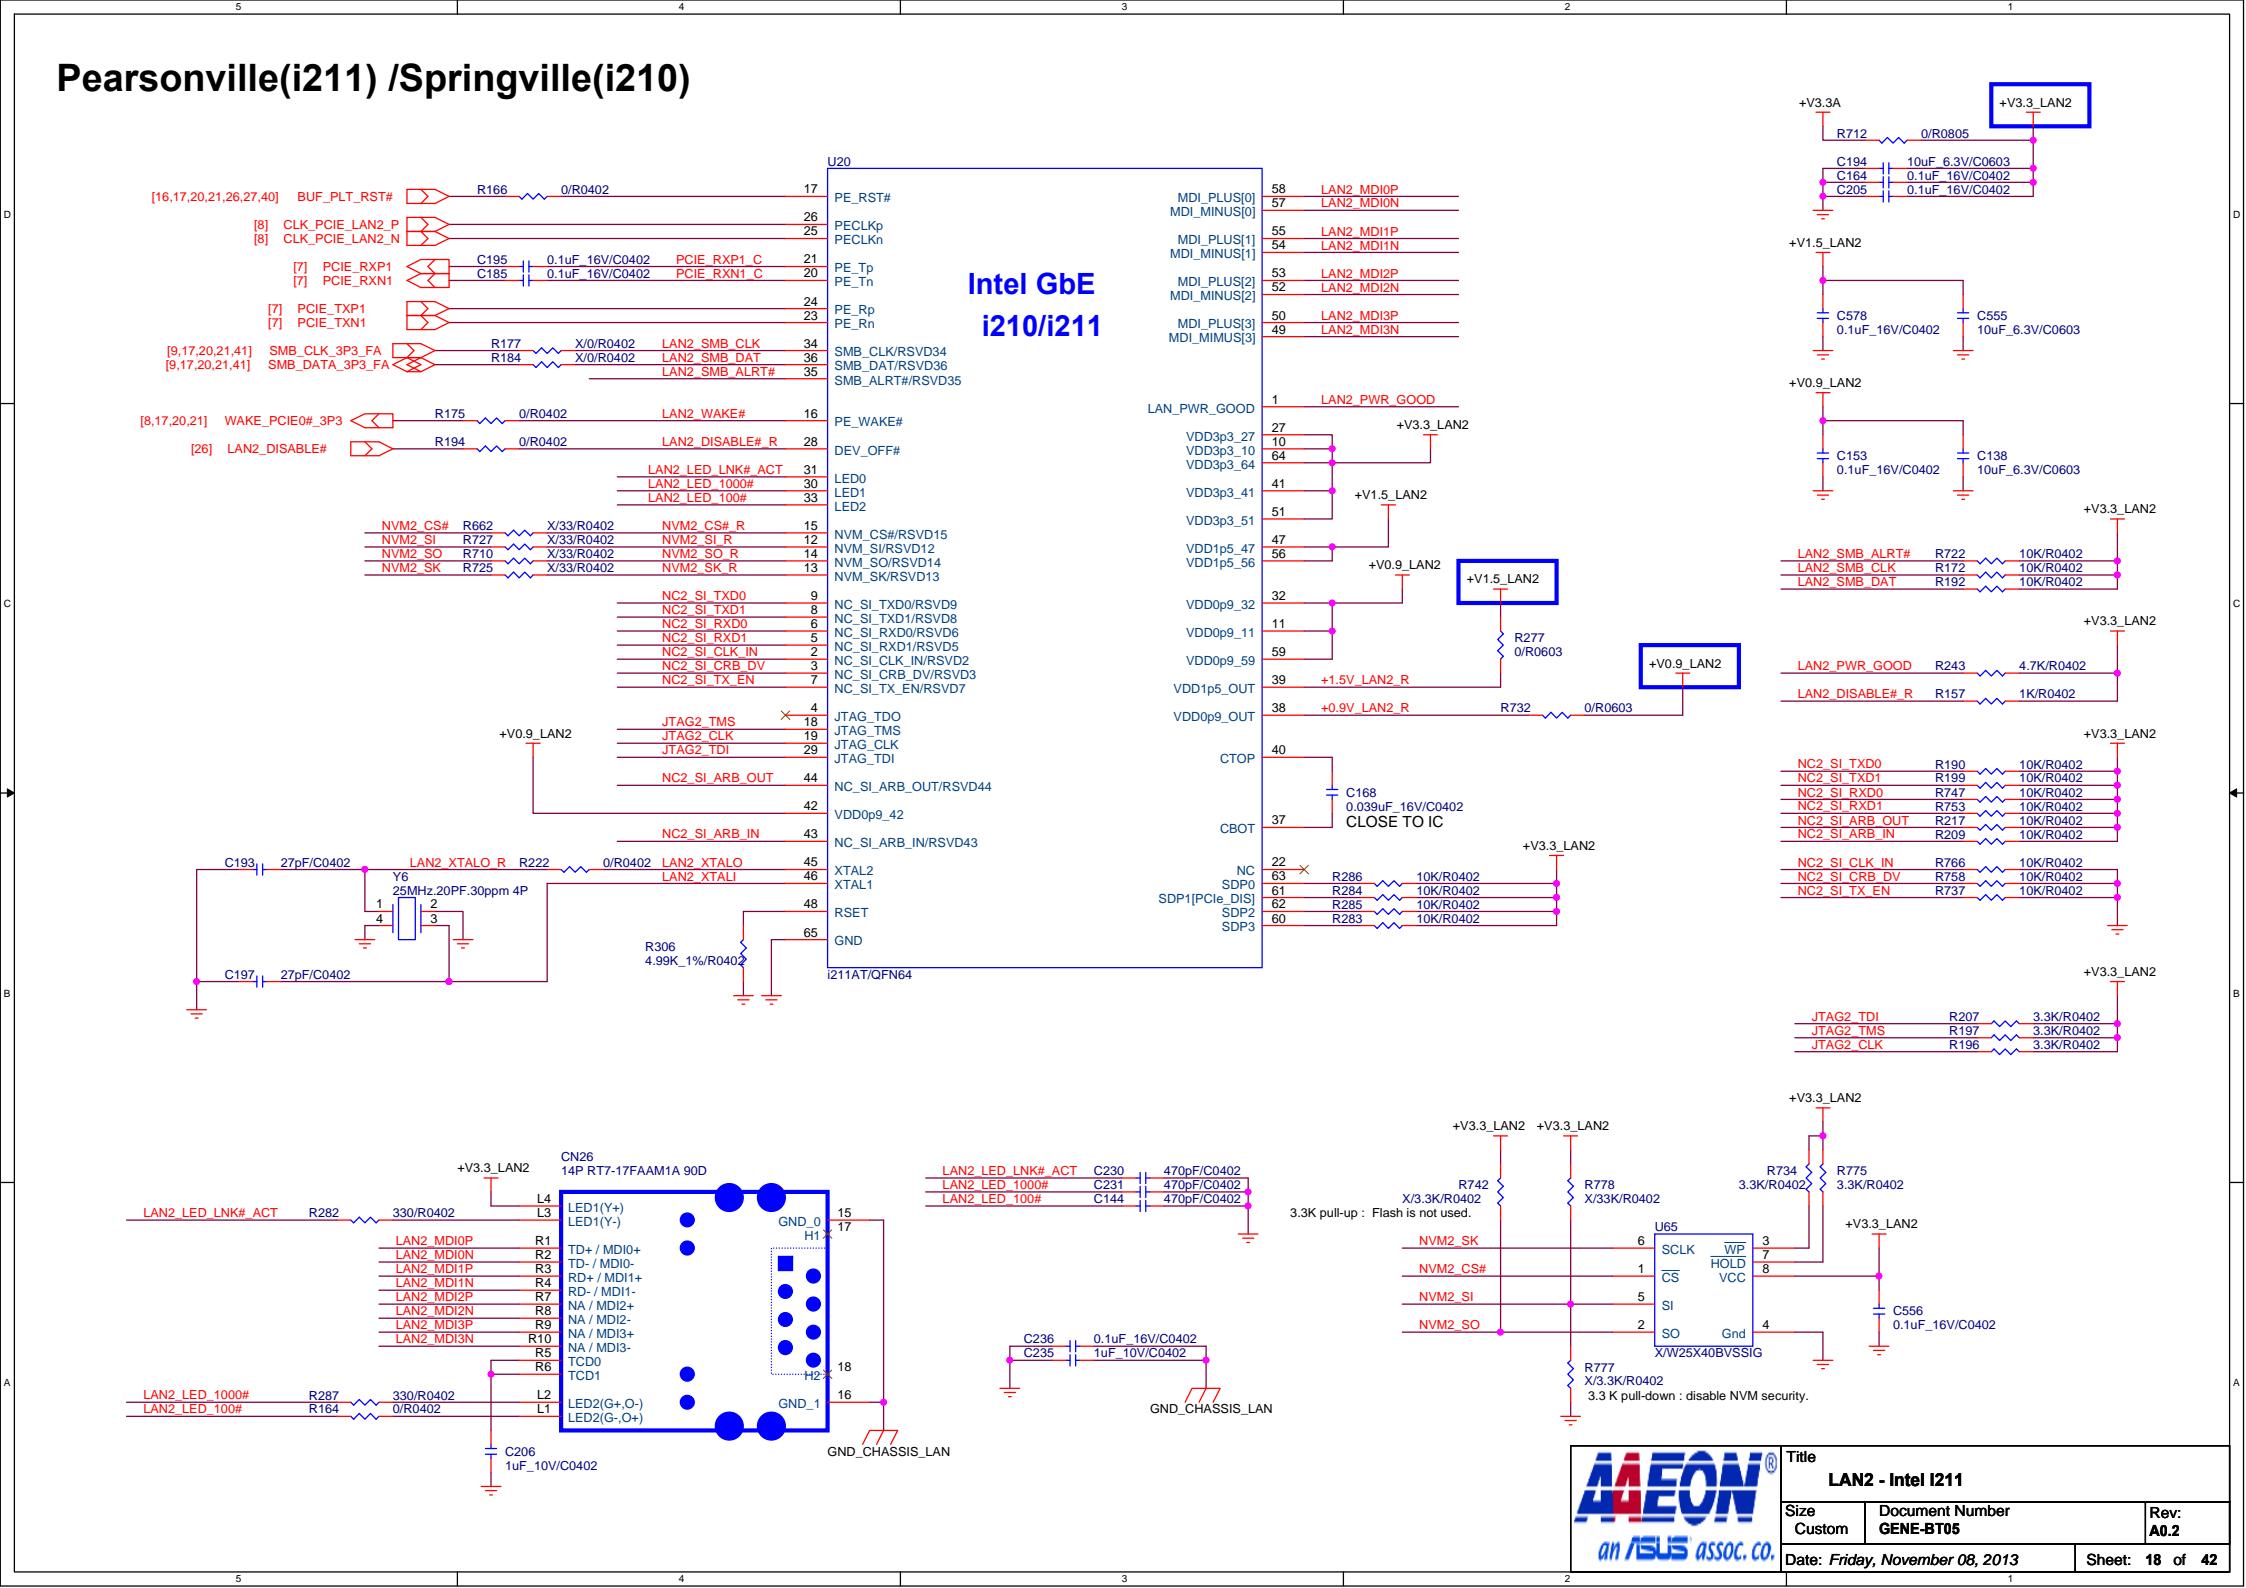 5 4 3 2 1
Pearsonville(i211) /Springville(i210)
D
C
B
A
U20
Intel GbE
i210/i211
i211AT/QFN64
[16,17,20,21,26,27,40] BUF_PLT_RST# R166 0/R0402 17 PE_RST#
[8] CLK_PCIE_LAN2_P 26 PECLKp
[8] CLK_PCIE_LAN2_N 25 PECLKn
[7] PCIE_RXP1 C195 0.1uF_16V/C0402 PCIE_RXP1_C 21 PE_Tp
[7] PCIE_RXN1 C185 0.1uF_16V/C0402 PCIE_RXN1_C 20 PE_Tn
[7] PCIE_TXP1 24 PE_Rp
[7] PCIE_TXN1 23 PE_Rn
[9,17,20,21,41] SMB_CLK_3P3_FA R177 X/0/R0402 LAN2_SMB_CLK 34 SMB_CLK/RSVD34
[9,17,20,21,41] SMB_DATA_3P3_FA R184 X/0/R0402 LAN2_SMB_DAT 36 SMB_DAT/RSVD36
LAN2_SMB_ALRT# 35 SMB_ALRT#/RSVD35
[8,17,20,21] WAKE_PCIE0#_3P3 R175 0/R0402 LAN2_WAKE# 16 PE_WAKE#
[26] LAN2_DISABLE# R194 0/R0402 LAN2_DISABLE#_R 28 DEV_OFF#
LAN2_LED_LNK#_ACT 31 LED0
LAN2_LED_1000# 30 LED1
LAN2_LED_100# 33 LED2
NVM2_CS# R662 X/33/R0402 NVM2_CS#_R 15 NVM_CS#/RSVD15
NVM2_SI R727 X/33/R0402 NVM2_SI_R 12 NVM_SI/RSVD12
NVM2_SO R710 X/33/R0402 NVM2_SO_R 14 NVM_SO/RSVD14
NVM2_SK R725 X/33/R0402 NVM2_SK_R 13 NVM_SK/RSVD13
NC2_SI_TXD0 9 NC_SI_TXD0/RSVD9
NC2_SI_TXD1 8 NC_SI_TXD1/RSVD8
NC2_SI_RXD0 6 NC_SI_RXD0/RSVD6
NC2_SI_RXD1 5 NC_SI_RXD1/RSVD5
NC2_SI_CLK_IN 2 NC_SI_CLK_IN/RSVD2
NC2_SI_CRB_DV 3 NC_SI_CRB_DV/RSVD3
NC2_SI_TX_EN 7 NC_SI_TX_EN/RSVD7
4 JTAG_TDO
JTAG2_TMS 18 JTAG_TMS
JTAG2_CLK 19 JTAG_CLK
JTAG2_TDI 29 JTAG_TDI
+V0.9_LAN2
NC2_SI_ARB_OUT 44 NC_SI_ARB_OUT/RSVD44
42 VDD0p9_42
NC2_SI_ARB_IN 43 NC_SI_ARB_IN/RSVD43
C193 27pF/C0402 LAN2_XTALO_R R222 0/R0402 LAN2_XTALO 45 XTAL2
LAN2_XTALI 46 XTAL1
Y6
25MHz.20PF.30ppm 4P
1 2
4 3
C197 27pF/C0402
48 RSET
R306
4.99K_1%/R0402
65 GND
MDI_PLUS[0] 58 LAN2_MDI0P
MDI_MINUS[0] 57 LAN2_MDI0N
MDI_PLUS[1] 55 LAN2_MDI1P
MDI_MINUS[1] 54 LAN2_MDI1N
MDI_PLUS[2] 53 LAN2_MDI2P
MDI_MINUS[2] 52 LAN2_MDI2N
MDI_PLUS[3] 50 LAN2_MDI3P
MDI_MIMUS[3] 49 LAN2_MDI3N
LAN_PWR_GOOD 1 LAN2_PWR_GOOD
VDD3p3_27 27 +V3.3_LAN2
VDD3p3_10 10
VDD3p3_64 64
VDD3p3_41 41
VDD3p3_51 51
+V1.5_LAN2
VDD1p5_47 47
VDD1p5_56 56
+V0.9_LAN2
VDD0p9_32 32
VDD0p9_11 11
VDD0p9_59 59
+V1.5_LAN2
R277
0/R0603
VDD1p5_OUT 39 +1.5V_LAN2_R
+V0.9_LAN2
VDD0p9_OUT 38 +0.9V_LAN2_R R732 0/R0603
CTOP 40
C168
0.039uF_16V/C0402
CLOSE TO IC
CBOT 37
+V3.3_LAN2
NC 22
SDP0 63 R286 10K/R0402
SDP1[PCIe_DIS] 61 R284 10K/R0402
SDP2 62 R285 10K/R0402
SDP3 60 R283 10K/R0402
+V3.3A +V3.3_LAN2
R712 0/R0805
C194 10uF_6.3V/C0603
C164 0.1uF_16V/C0402
C205 0.1uF_16V/C0402
+V1.5_LAN2
C578 0.1uF_16V/C0402
C555 10uF_6.3V/C0603
+V0.9_LAN2
C153 0.1uF_16V/C0402
C138 10uF_6.3V/C0603
+V3.3_LAN2
LAN2_SMB_ALRT# R722 10K/R0402
LAN2_SMB_CLK R172 10K/R0402
LAN2_SMB_DAT R192 10K/R0402
+V3.3_LAN2
LAN2_PWR_GOOD R243 4.7K/R0402
LAN2_DISABLE#_R R157 1K/R0402
+V3.3_LAN2
NC2_SI_TXD0 R190 10K/R0402
NC2_SI_TXD1 R199 10K/R0402
NC2_SI_RXD0 R747 10K/R0402
NC2_SI_RXD1 R753 10K/R0402
NC2_SI_ARB_OUT R217 10K/R0402
NC2_SI_ARB_IN R209 10K/R0402
NC2_SI_CLK_IN R766 10K/R0402
NC2_SI_CRB_DV R758 10K/R0402
NC2_SI_TX_EN R737 10K/R0402
+V3.3_LAN2
JTAG2_TDI R207 3.3K/R0402
JTAG2_TMS R197 3.3K/R0402
JTAG2_CLK R196 3.3K/R0402
CN26
14P RT7-17FAAM1A 90D
+V3.3_LAN2
L4 LED1(Y+)
LAN2_LED_LNK#_ACT R282 330/R0402 L3 LED1(Y-)
LAN2_MDI0P R1 TD+ / MDI0+
LAN2_MDI0N R2 TD- / MDI0-
LAN2_MDI1P R3 RD+ / MDI1+
LAN2_MDI1N R4 RD- / MDI1-
LAN2_MDI2P R7 NA / MDI2+
LAN2_MDI2N R8 NA / MDI2-
LAN2_MDI3P R9 NA / MDI3+
LAN2_MDI3N R10 NA / MDI3-
R5 TCD0
R6 TCD1
LAN2_LED_1000# R287 330/R0402 L2 LED2(G+,O-)
LAN2_LED_100# R164 0/R0402 L1 LED2(G-,O+)
C206
1uF_10V/C0402
GND_0 15
H1 17
H2 18
GND_1 16
GND_CHASSIS_LAN
LAN2_LED_LNK#_ACT C230 470pF/C0402
LAN2_LED_1000# C231 470pF/C0402
LAN2_LED_100# C144 470pF/C0402
C236 0.1uF_16V/C0402
C235 1uF_10V/C0402
GND_CHASSIS_LAN
+V3.3_LAN2 +V3.3_LAN2
R742
X/3.3K/R0402
R778
X/33K/R0402
3.3K pull-up : Flash is not used.
+V3.3_LAN2
R734
3.3K/R0402
R775
3.3K/R0402
+V3.3_LAN2
U65
NVM2_SK 6 SCLK WP 3
HOLD 7
NVM2_CS# 1 CS VCC 8
NVM2_SI 5 SI
NVM2_SO 2 SO Gnd 4
X/W25X40BVSSIG
C556
0.1uF_16V/C0402
R777
X/3.3K/R0402
3.3 K pull-down : disable NVM security.
AAEON®
an ASUS assoc. co.
Title
LAN2 - Intel I211
Size Document Number Rev:
Custom GENE-BT05 A0.2
Date: Friday, November 08, 2013 Sheet: 18 of 42
5 4 3 2 1
D
C
B
A